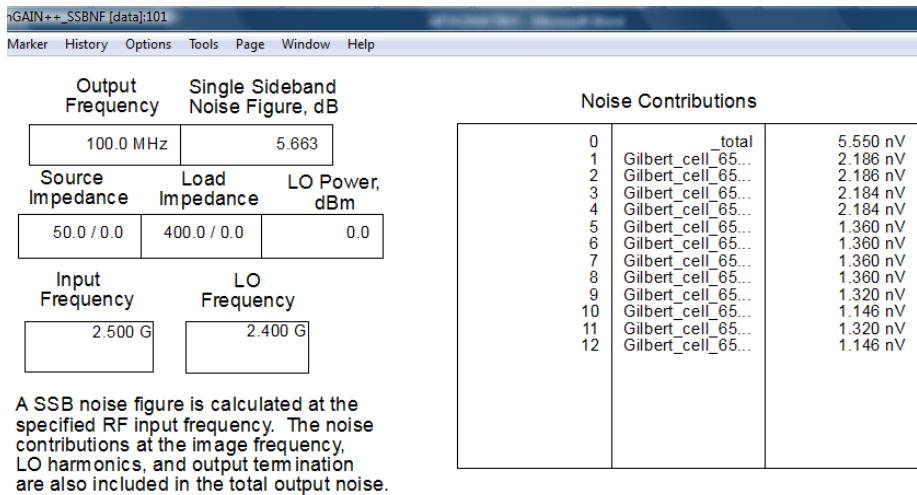 nGAIN++_SSBNF [data]:101
Marker History Options Tools Page Window Help
Output Frequency
Single Sideband Noise Figure, dB
100.0 MHz 5.663
Source Impedance
Load Impedance
LO Power, dBm
50.0 / 0.0 400.0 / 0.0 0.0
Input Frequency
LO Frequency
2.500 G 2.400 G
A SSB noise figure is calculated at the
specified RF input frequency. The noise
contributions at the image frequency,
LO harmonics, and output termination
are also included in the total output noise.
Noise Contributions
0 _total 5.550 nV
1 Gilbert_cell_65... 2.186 nV
2 Gilbert_cell_65... 2.186 nV
3 Gilbert_cell_65... 2.184 nV
4 Gilbert_cell_65... 2.184 nV
5 Gilbert_cell_65... 1.360 nV
6 Gilbert_cell_65... 1.360 nV
7 Gilbert_cell_65... 1.360 nV
8 Gilbert_cell_65... 1.360 nV
9 Gilbert_cell_65... 1.320 nV
10 Gilbert_cell_65... 1.146 nV
11 Gilbert_cell_65... 1.320 nV
12 Gilbert_cell_65... 1.146 nV